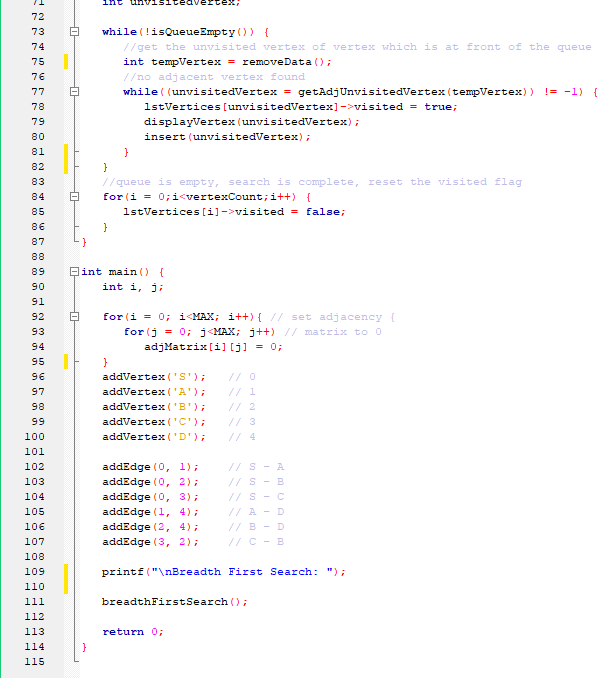 71 int unvisitedVertex;
72
73 while(!isQueueEmpty()) {
74 //get the unvisited vertex of vertex which is at front of the queue
75 int tempVertex = removeData();
76 //no adjacent vertex found
77 while((unvisitedVertex = getAdjUnvisitedVertex(tempVertex)) != -1) {
78 lstVertices[unvisitedVertex]->visited = true;
79 displayVertex(unvisitedVertex);
80 insert(unvisitedVertex);
81 }
82 }
83 //queue is empty, search is complete, reset the visited flag
84 for(i = 0;i<vertexCount;i++) {
85 lstVertices[i]->visited = false;
86 }
87 }
88
89 int main() {
90 int i, j;
91
92 for(i = 0; i<MAX; i++){ // set adjacency {
93 for(j = 0; j<MAX; j++) // matrix to 0
94 adjMatrix[i][j] = 0;
95 }
96 addVertex('S'); // 0
97 addVertex('A'); // 1
98 addVertex('B'); // 2
99 addVertex('C'); // 3
100 addVertex('D'); // 4
101
102 addEdge(0, 1); // S - A
103 addEdge(0, 2); // S - B
104 addEdge(0, 3); // S - C
105 addEdge(1, 4); // A - D
106 addEdge(2, 4); // B - D
107 addEdge(3, 2); // C - B
108
109 printf("\nBreadth First Search: ");
110
111 breadthFirstSearch();
112
113 return 0;
114 }
115